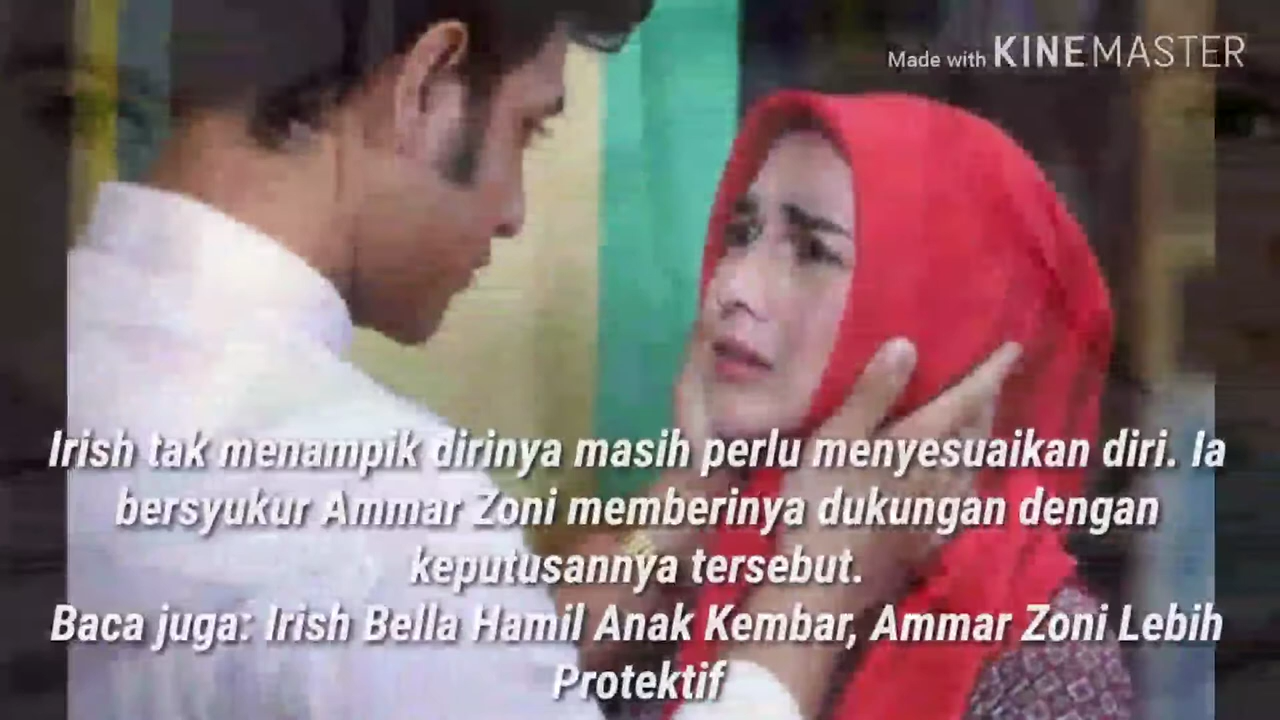 Made with KINEMASTER
Irish tak menampik dirinya masih perlu menyesuaikan diri. Ia
bersyukur Ammar Zoni memberinya dukungan dengan
keputusannya tersebut.
Baca juga: Irish Bella Hamil Anak Kembar, Ammar Zoni Lebih
Protektif